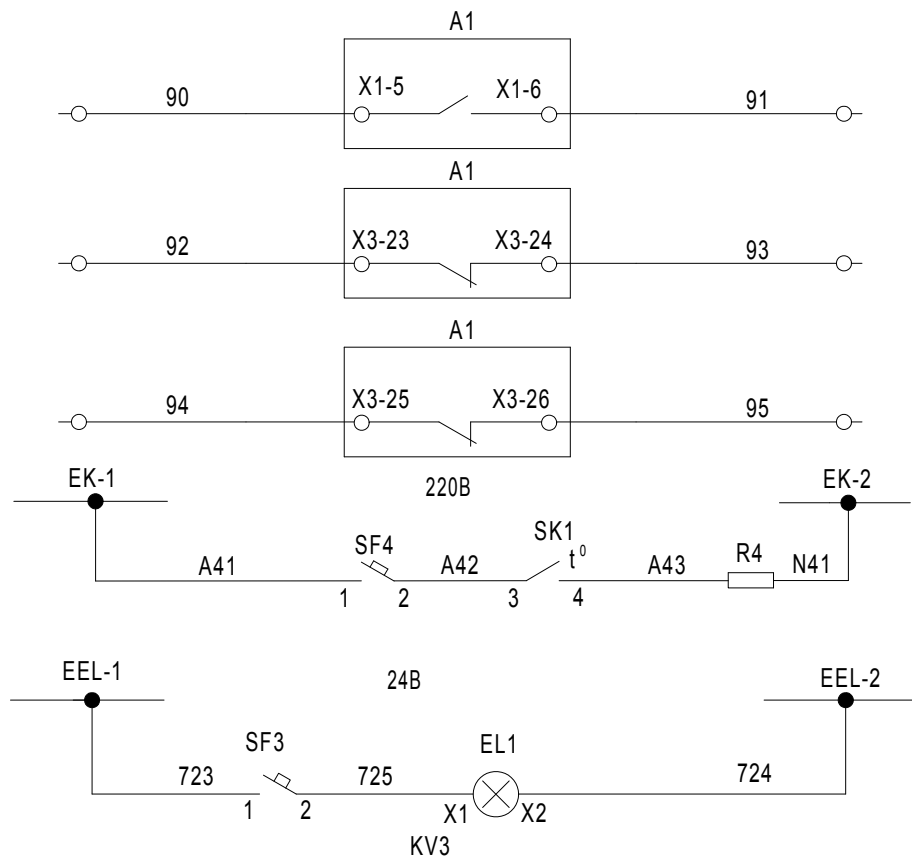 A1
90 X1-5 X1-6 91
A1
92 X3-23 X3-24 93
A1
94 X3-25 X3-26 95
EK-1 220В EK-2
SF4 SK1 t⁰ R4
A41 A42 A43 N41
1 2 3 4
EEL-1 24В EEL-2
SF3 EL1
723 725 724
1 2 X1 X2
KV3